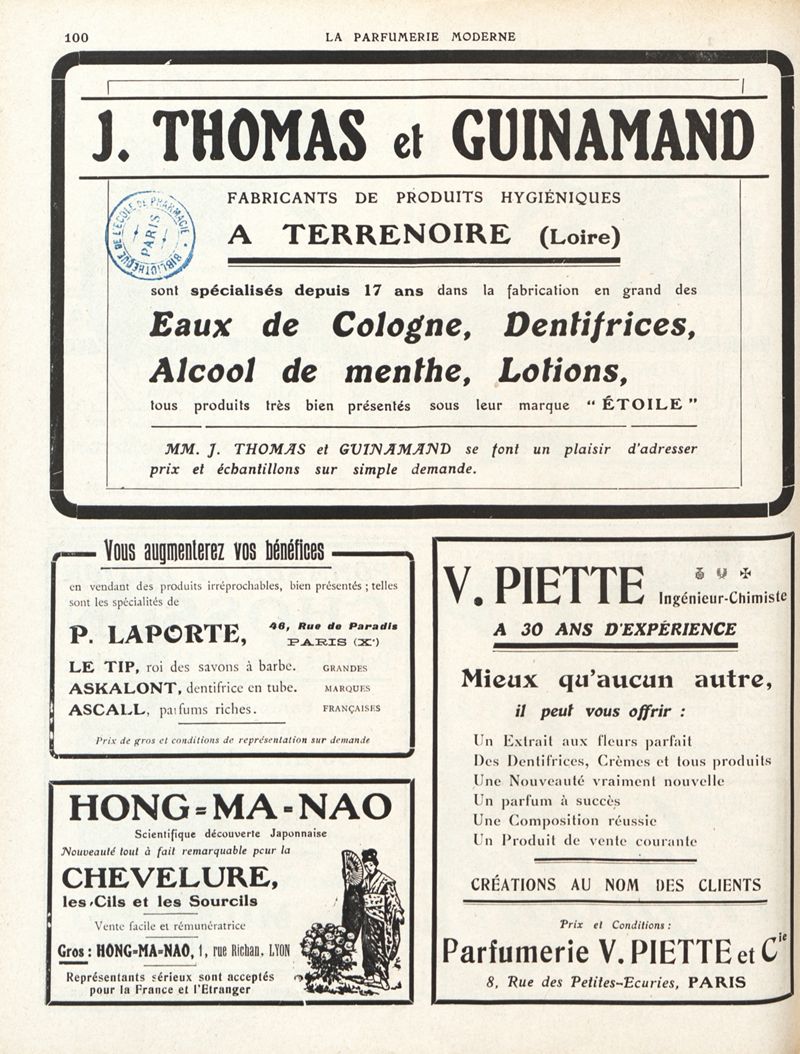 100
LA PARFUMERIE MODERNE
J. THOMAS et GUINAMAND
FABRICANTS DE PRODUITS HYGIÉNIQUES
A TERRENOIRE (Loire)
BIBLIOTHÈQUE DE L'ÉCOLE DE PHARMACIE
PARIS
sont spécialisés depuis 17 ans dans la fabrication en grand des
Eaux de Cologne, Dentifrices,
Alcool de menthe, Lotions,
tous produits très bien présentés sous leur marque “ ÉTOILE ”
MM. J. THOMAS et GUINAMAND se font un plaisir d'adresser
prix et échantillons sur simple demande.
Vous augmenterez vos bénéfices
en vendant des produits irréprochables, bien présentés ; telles
sont les spécialités de
P. LAPORTE, 46, Rue de Paradis
PARIS (Xᵉ)
LE TIP, roi des savons à barbe.
ASKALONT, dentifrice en tube.
ASCALL, parfums riches.
GRANDES
MARQUES
FRANÇAISES
Prix de gros et conditions de représentation sur demande
HONG=MA=NAO
Scientifique découverte Japonnaise
Nouveauté tout à fait remarquable pour la
CHEVELURE,
les Cils et les Sourcils
Vente facile et rémunératrice
Gros : HONG=MA=NAO, 1, rue Richan, LYON
Représentants sérieux sont acceptés
pour la France et l'Etranger
V. PIETTE Ingénieur-Chimiste
A 30 ANS D'EXPÉRIENCE
Mieux qu'aucun autre,
il peut vous offrir :
Un Extrait aux fleurs parfait
Des Dentifrices, Crèmes et tous produits
Une Nouveauté vraiment nouvelle
Un parfum à succès
Une Composition réussie
Un Produit de vente courante
CRÉATIONS AU NOM DES CLIENTS
Prix et Conditions :
Parfumerie V. PIETTE et Cie
8, Rue des Petites-Ecuries, PARIS